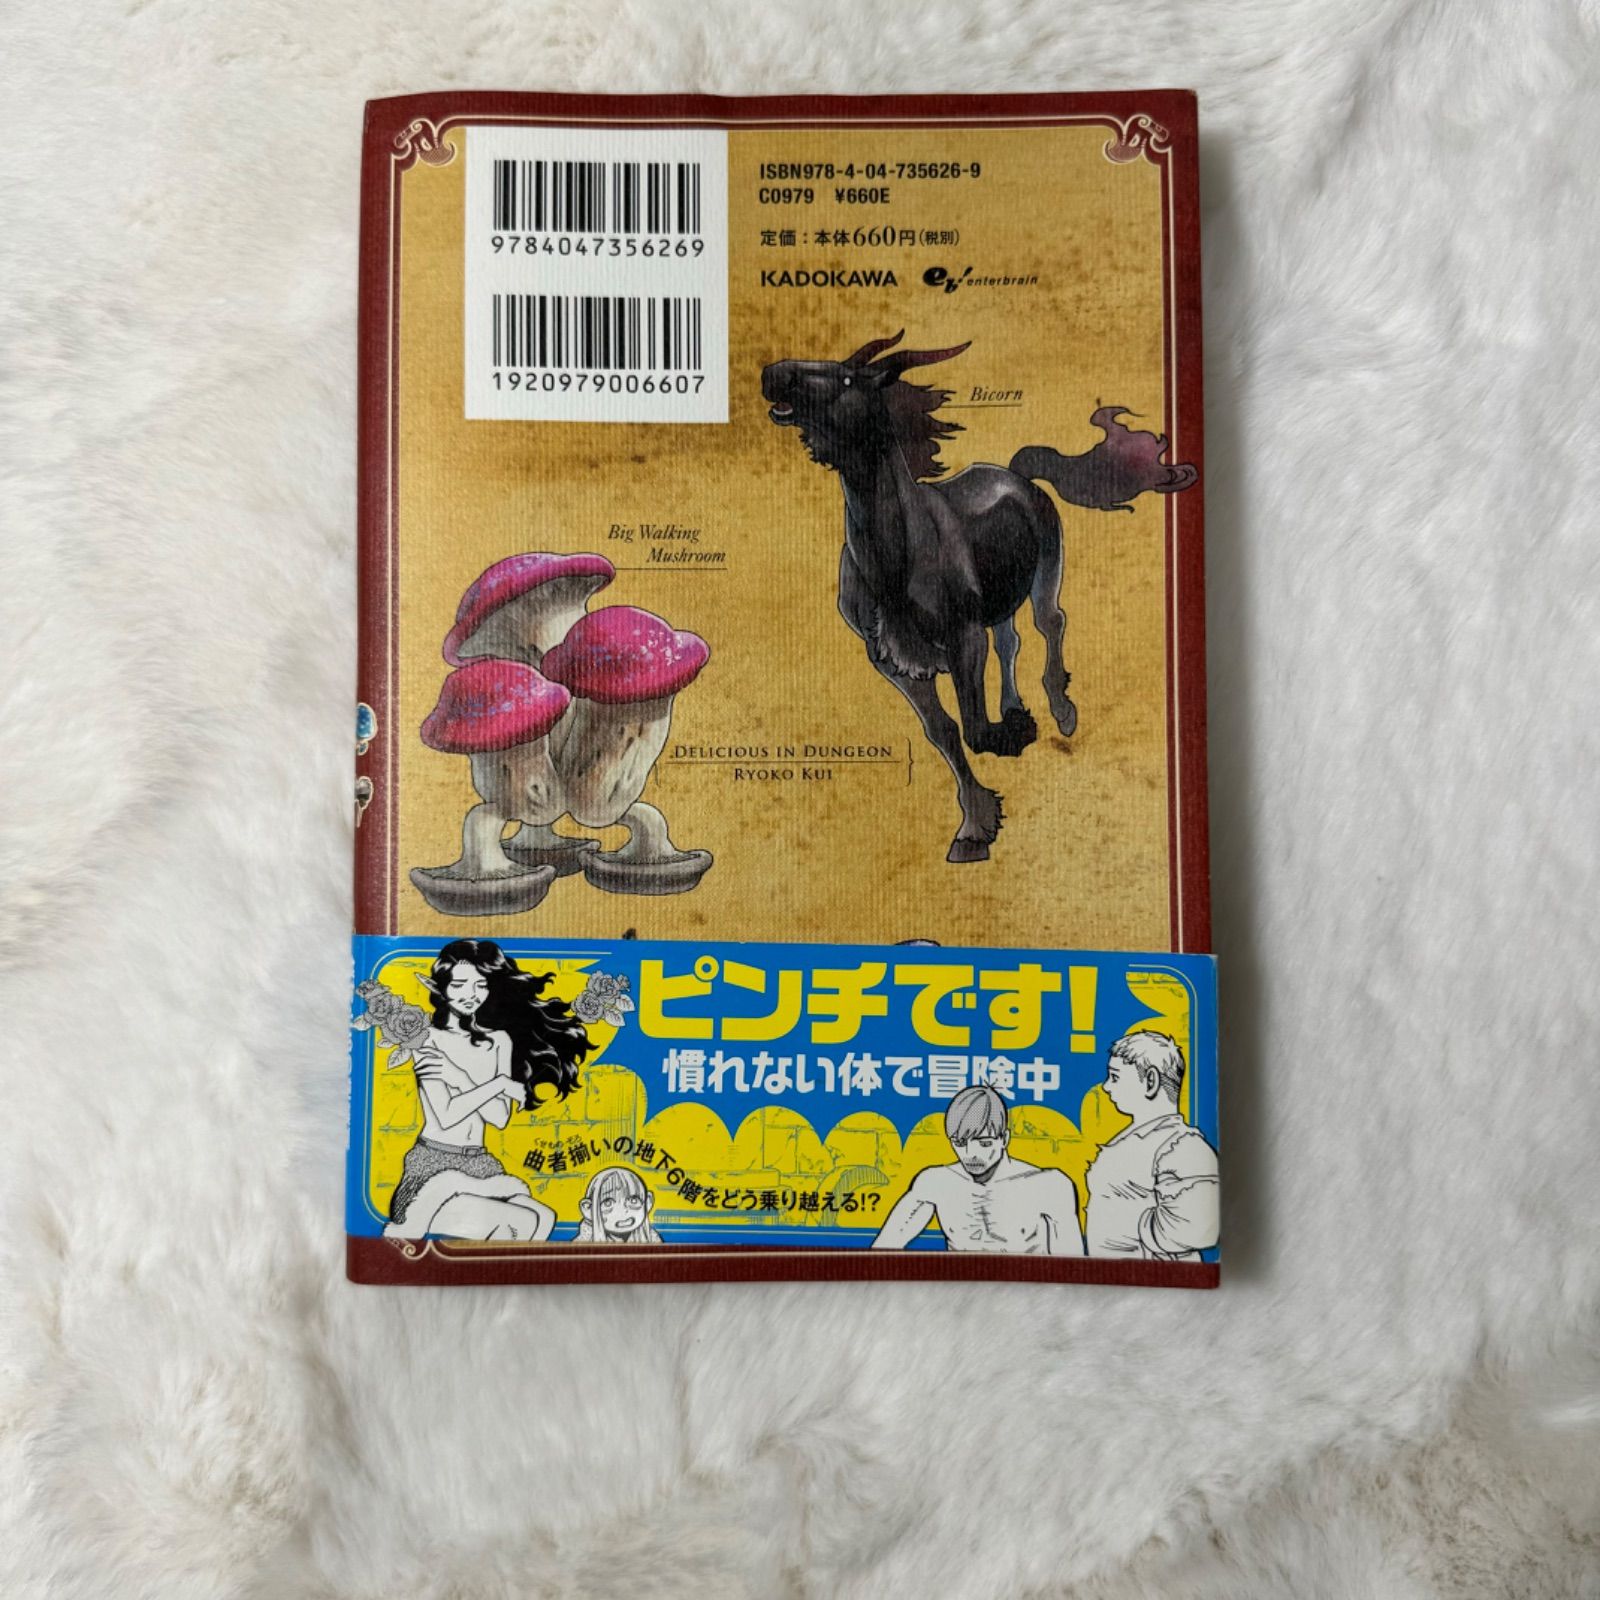 9784047356269
1920979006607
ISBN978-4-04-735626-9
C0979 ¥660E
定価：本体660円(税別)
KADOKAWA eb! enterbrain
Bicorn
Big Walking
Mushroom
DELICIOUS IN DUNGEON
RYOKO KUI
ピンチです！
慣れない体で冒険中
くせもの そろ
曲者揃いの地下6階をどう乗り越える!?